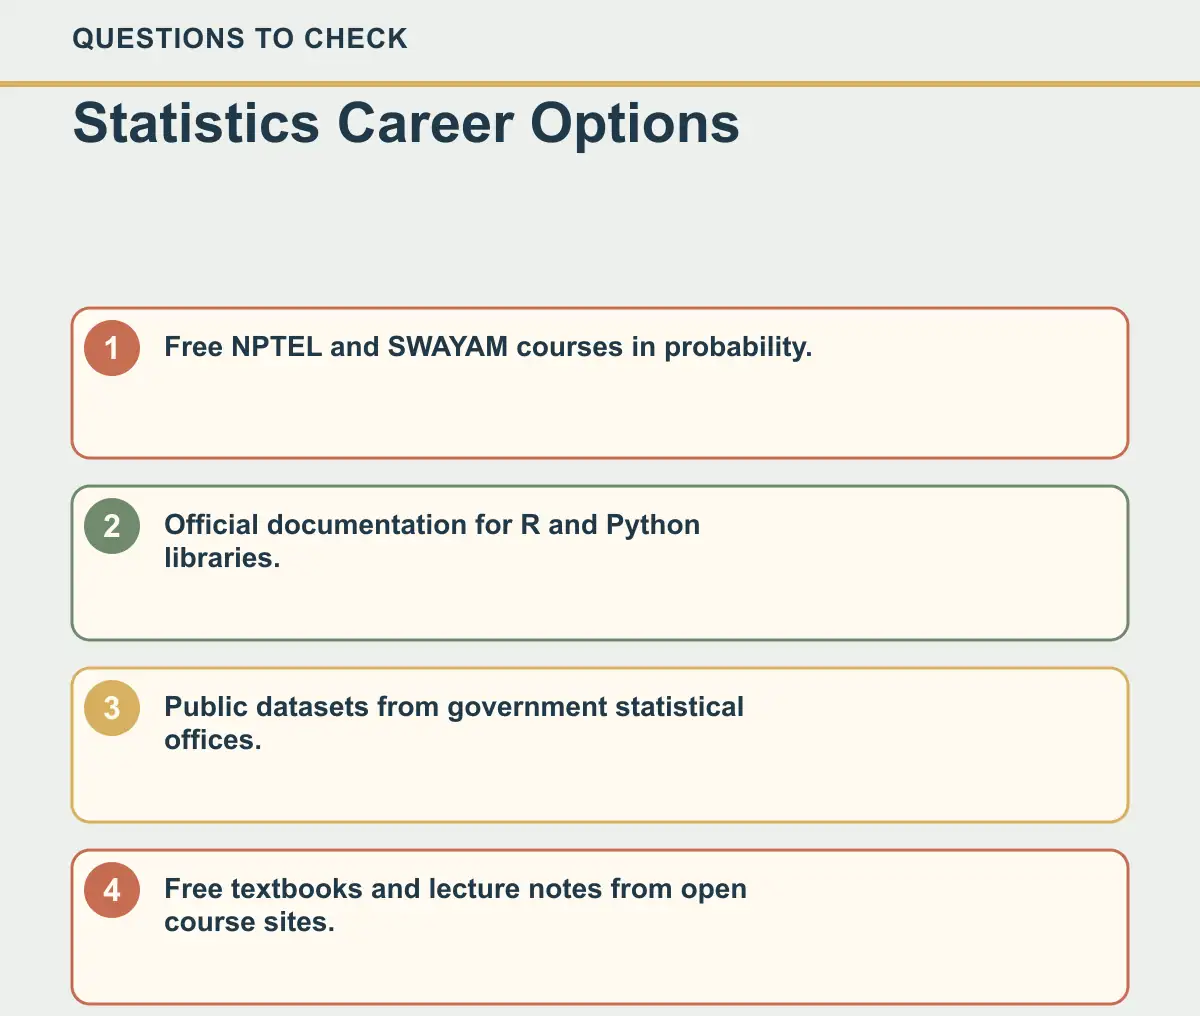 QUESTIONS TO CHECK
Statistics Career Options
1
Free NPTEL and SWAYAM courses in probability.
2
Official documentation for R and Python
libraries.
3
Public datasets from government statistical
offices.
4
Free textbooks and lecture notes from open
course sites.